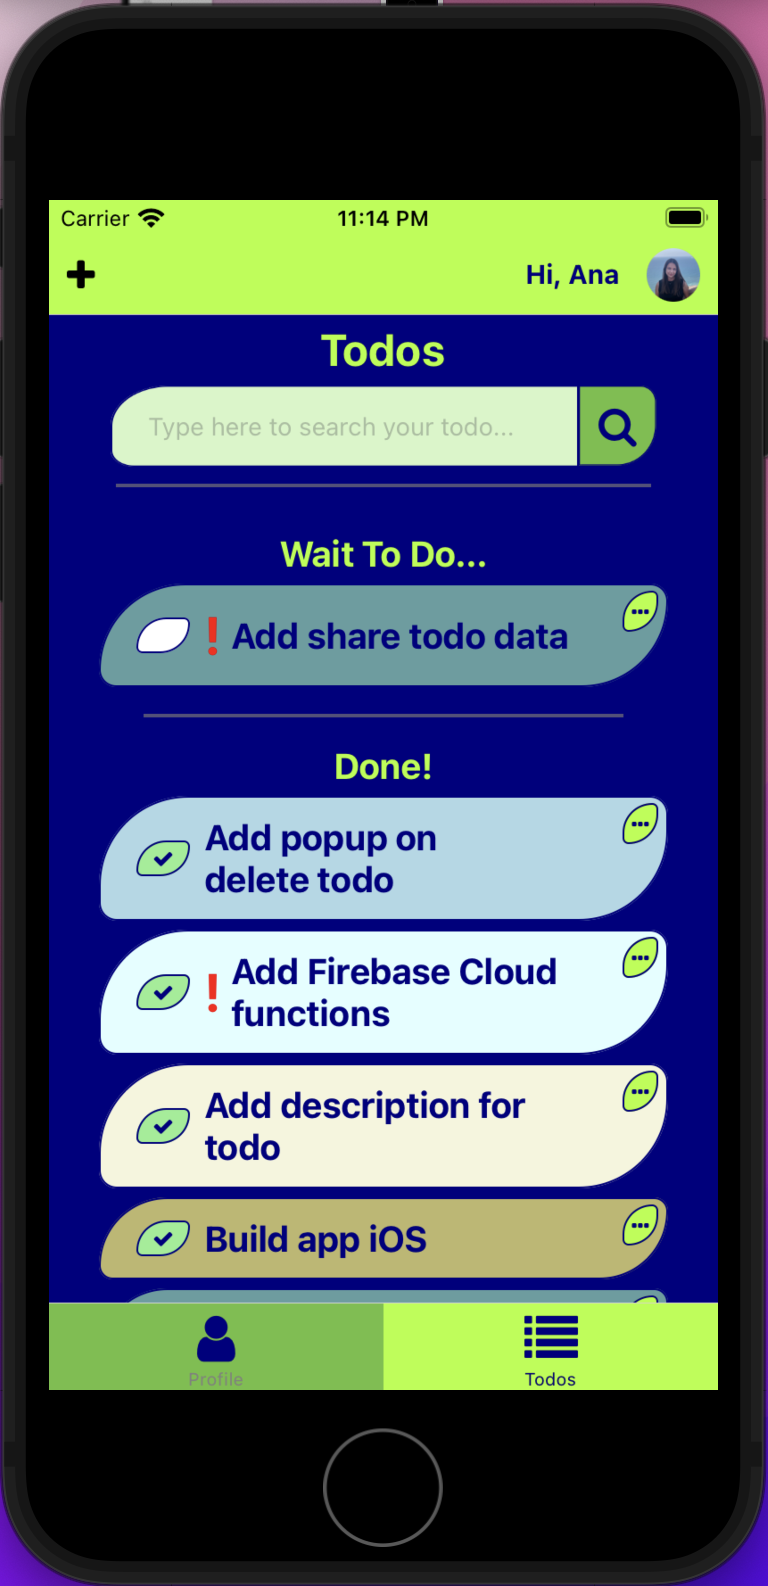 Carrier 11:14 PM
Hi, Ana
Todos
Type here to search your todo...
Wait To Do...
❗Add share todo data
Done!
Add popup on
delete todo
❗Add Firebase Cloud
functions
Add description for
todo
Build app iOS
Profile Todos